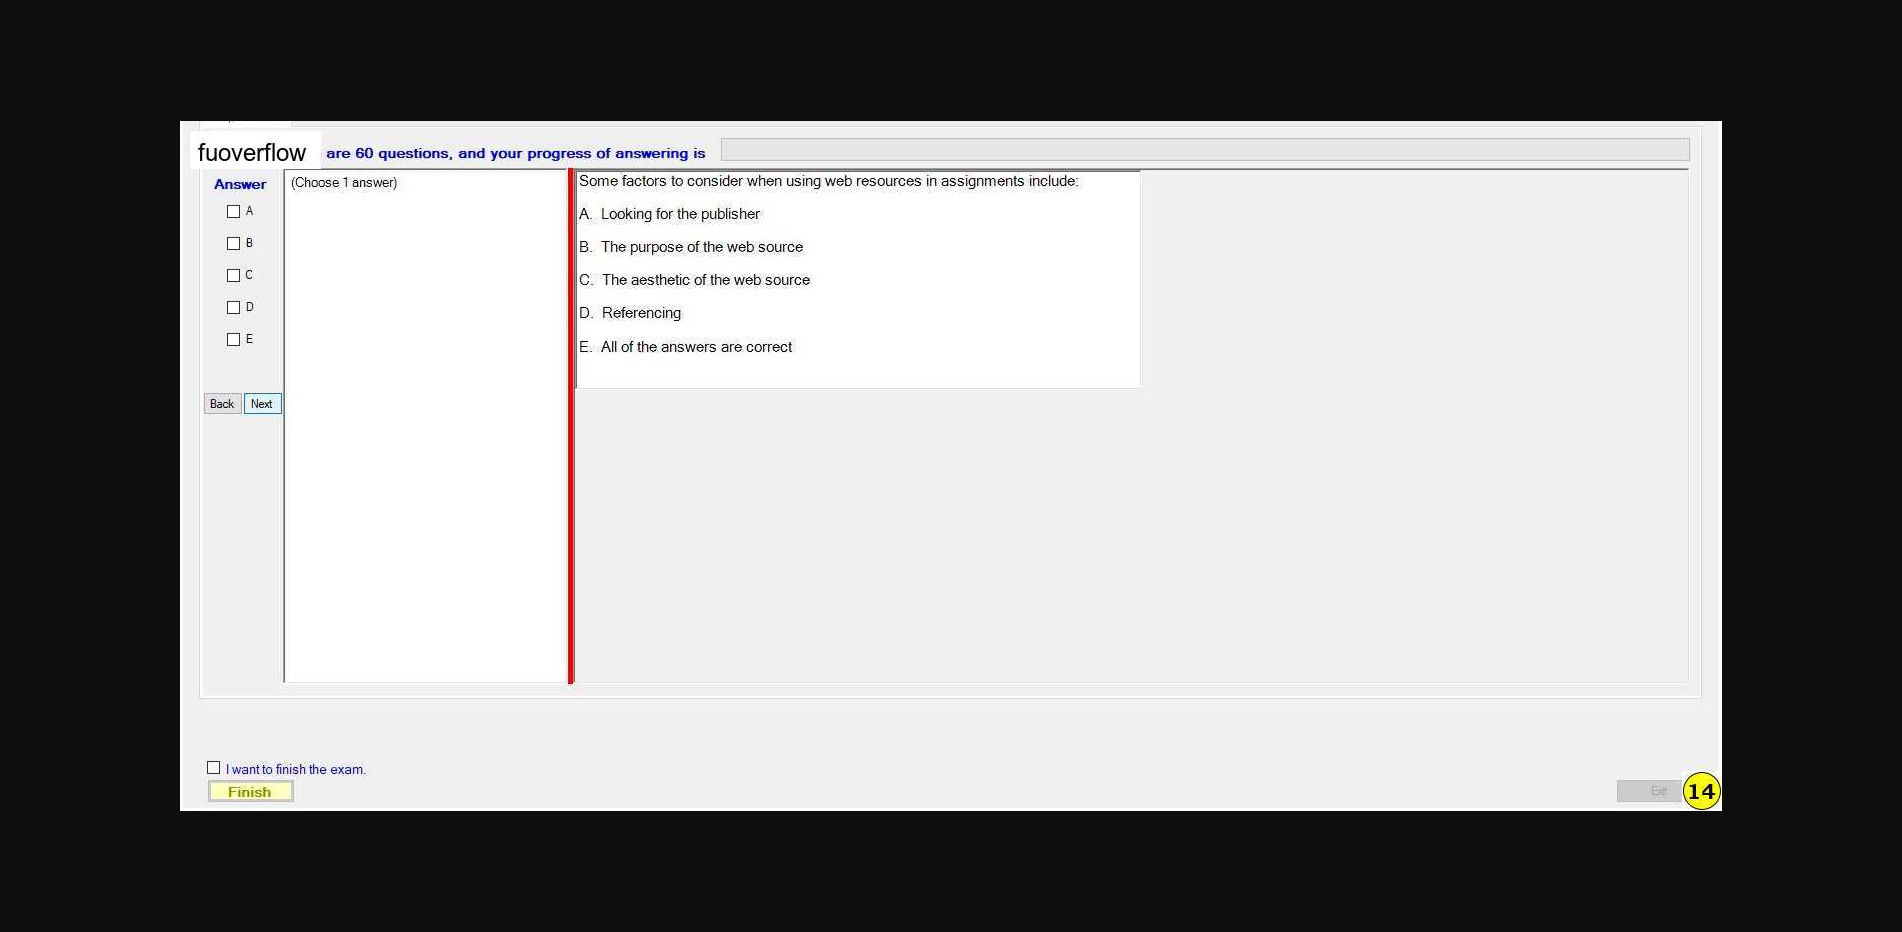 fuoverflow are 60 questions, and your progress of answering is
Answer
A
B
C
D
E
Back Next
(Choose 1 answer)
Some factors to consider when using web resources in assignments include:
A. Looking for the publisher
B. The purpose of the web source
C. The aesthetic of the web source
D. Referencing
E. All of the answers are correct
I want to finish the exam.
Finish
Exit
14